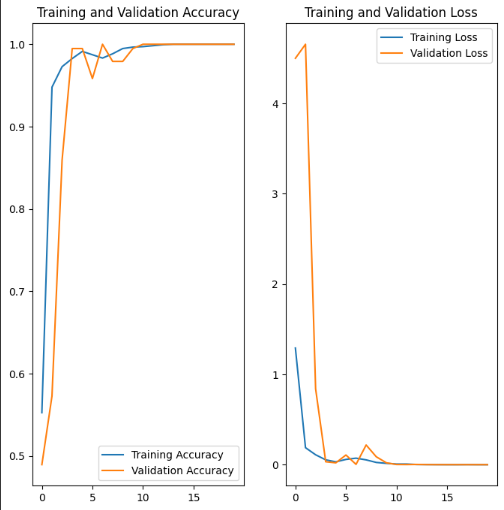 Training and Validation Accuracy
1.0
0.9
0.8
0.7
0.6
0.5
Training Accuracy
Validation Accuracy
0 5 10 15
Training and Validation Loss
Training Loss
Validation Loss
4
3
2
1
0
0 5 10 15